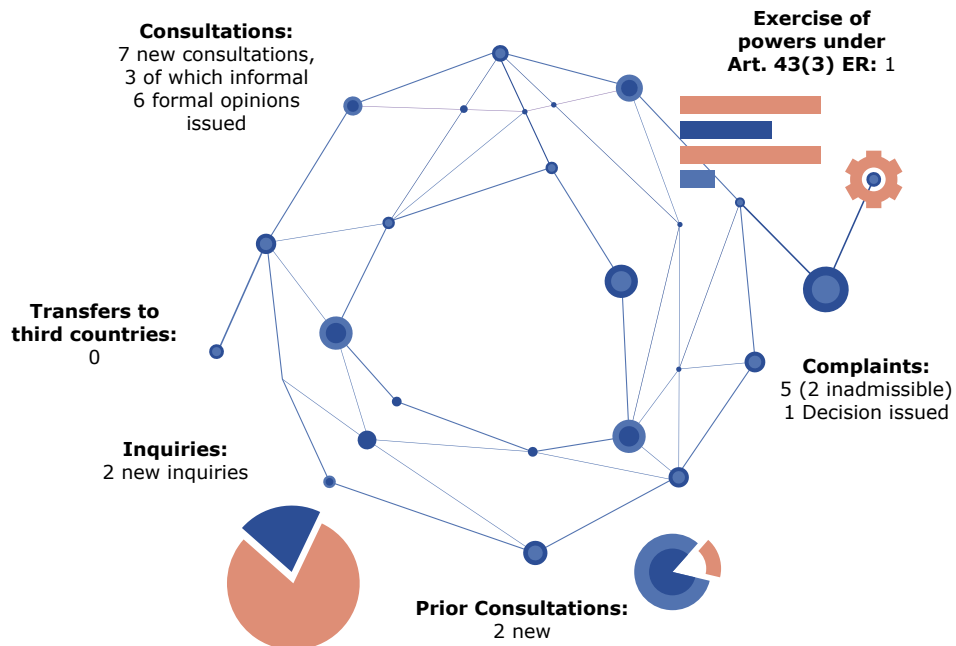 Consultations:
7 new consultations,
3 of which informal
6 formal opinions
issued
Exercise of
powers under
Art. 43(3) ER: 1
Transfers to
third countries:
0
Complaints:
5 (2 inadmissible)
1 Decision issued
Inquiries:
2 new inquiries
Prior Consultations:
2 new